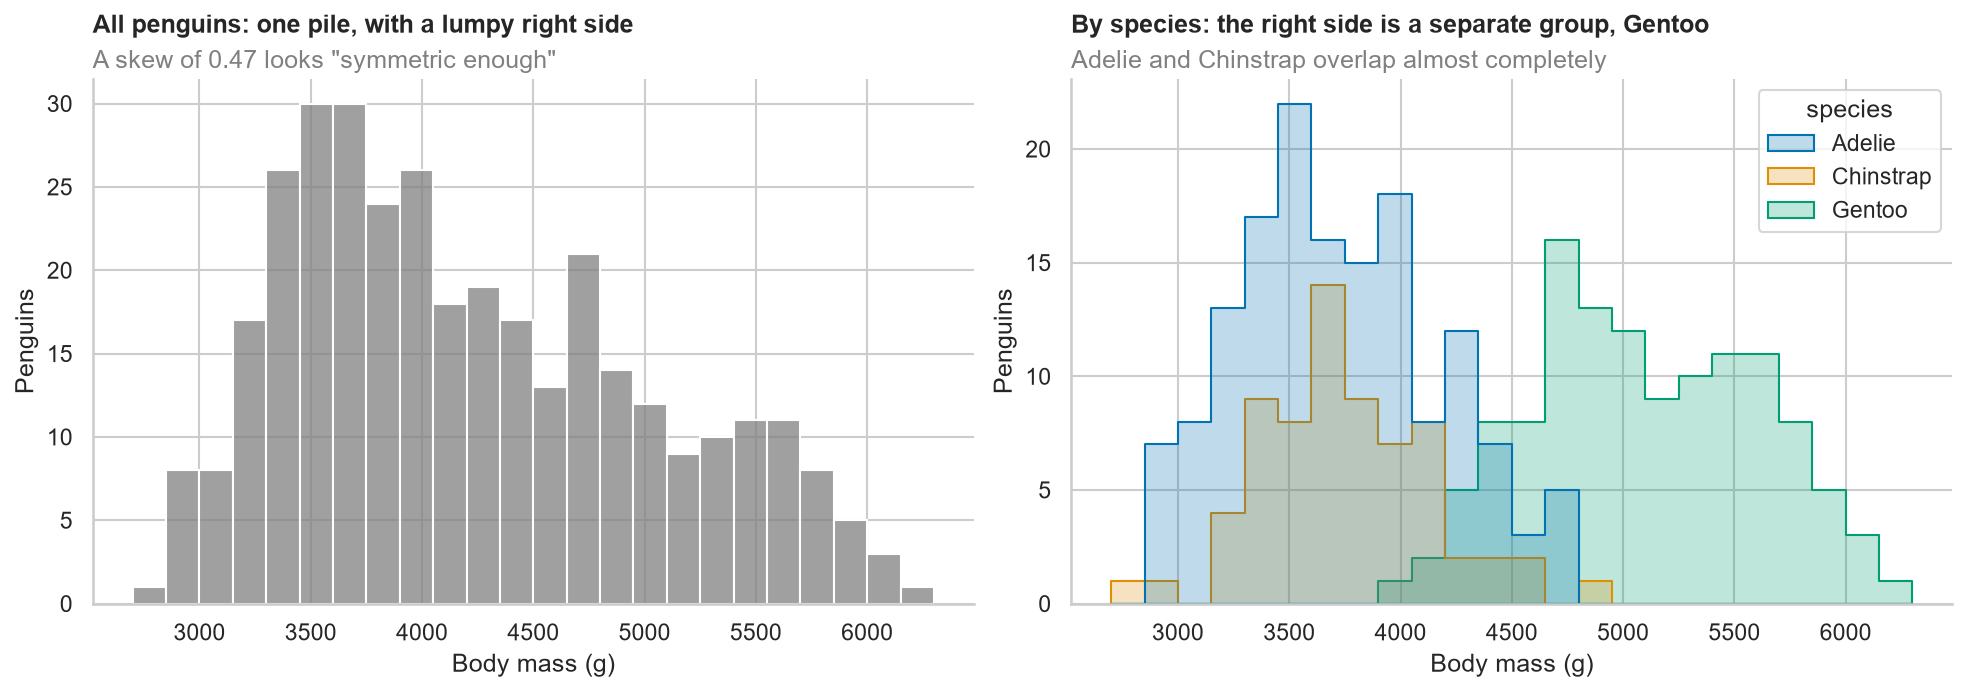 All penguins: one pile, with a lumpy right side
A skew of 0.47 looks "symmetric enough"
30
25
20
15
10
5
0
Penguins
3000 3500 4000 4500 5000 5500 6000
Body mass (g)
By species: the right side is a separate group, Gentoo
Adelie and Chinstrap overlap almost completely
species
Adelie
Chinstrap
Gentoo
20
15
10
5
0
Penguins
3000 3500 4000 4500 5000 5500 6000
Body mass (g)